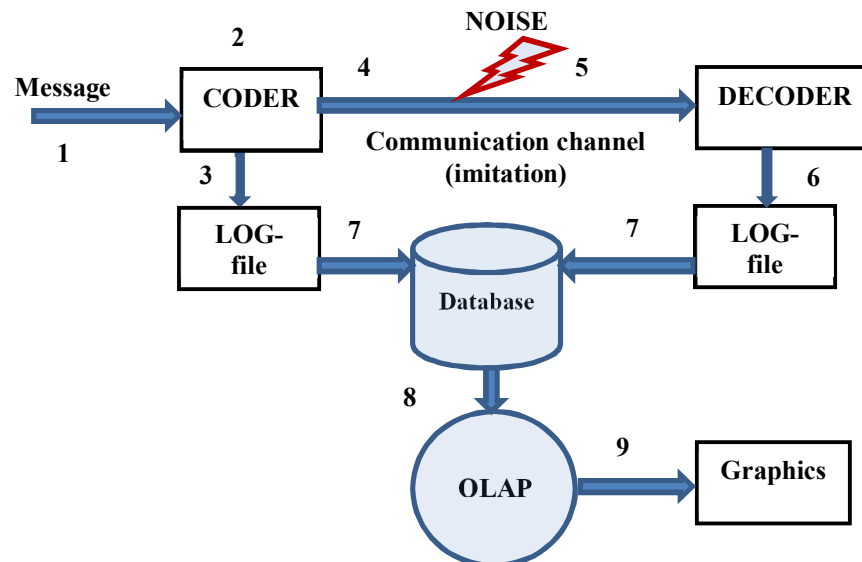 NOISE
2
4
5
Message
CODER
DECODER
1
Communication channel
(imitation)
3
6
LOG-
file
7
7
LOG-
file
Database
8
9
OLAP
Graphics